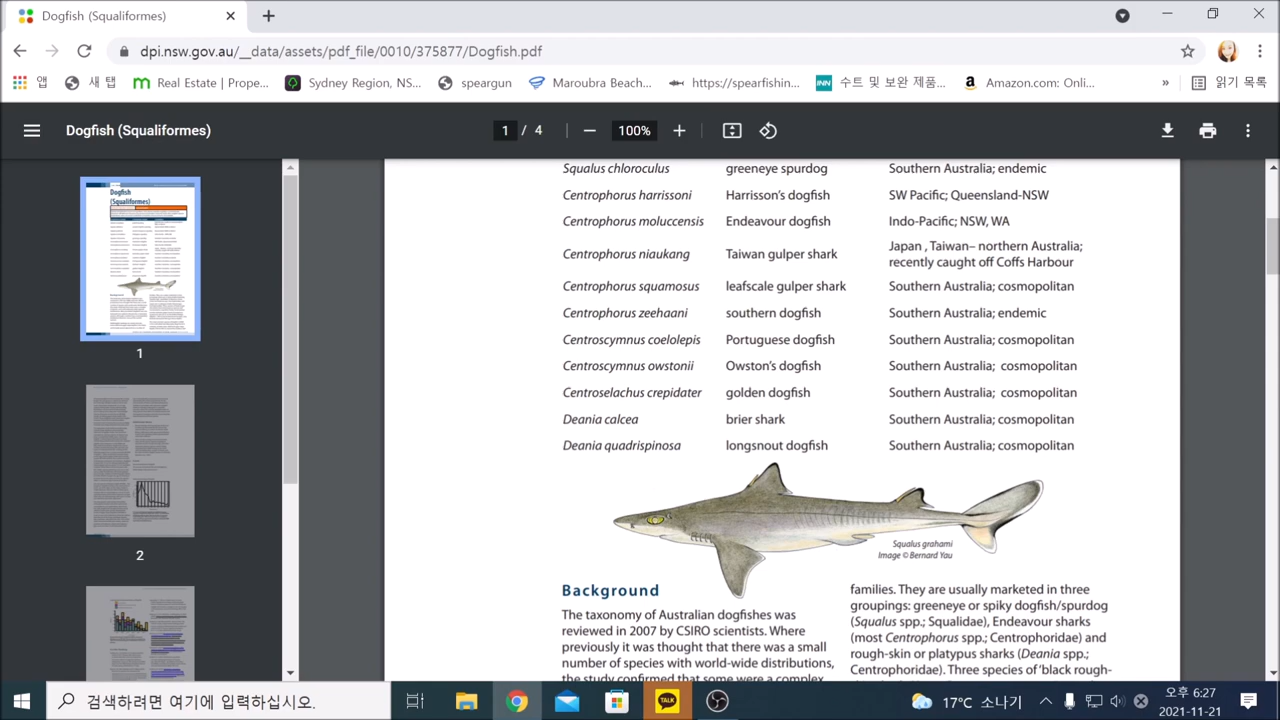 Dogfish (Squaliformes)
dpi.nsw.gov.au/__data/assets/pdf_file/0010/375877/Dogfish.pdf
앱 새 탭 Real Estate | Prope... Sydney Region, NS... speargun Maroubra Beach... https://spearfishin... INN 수트 및 보완 제품... a Amazon.com: Onli... » 읽기 목록
Dogfish (Squaliformes) 1 / 4 100%
Squalus chloroculus greeneye spurdog Southern Australia; endemic
Centrophorus harrissoni Harrisson's dogfish SW Pacific; Queensland-NSW
Centrophorus moluccensis Endeavour dogfish Indo-Pacific; NSW, WA
Centrophorus niaukang Taiwan gulper shark Japan , Taiwan– northern Australia;
recently caught off Coffs Harbour
Centrophorus squamosus leafscale gulper shark Southern Australia; cosmopolitan
Centrophorus zeehaani southern dogfish Southern Australia; endemic
Centroscymnus coelolepis Portuguese dogfish Southern Australia; cosmopolitan
Centroscymnus owstonii Owston's dogfish Southern Australia; cosmopolitan
Centroselachus crepidater golden dogfish Southern Australia; cosmopolitan
Deania calcea brier shark Southern Australia; cosmopolitan
Deania quadrispinosa longsnout dogfish Southern Australia; cosmopolitan
Squalus grahami
Image © Bernard Yau
Background
The taxonomy of Australian dogfishes was
reviewed in 2007 by CSIRO scientists. Where
previously it was thought that there was a small
number of species with world-wide distributions,
the study confirmed that some were a complex
families. They are usually marketed in three
groupings: greeneye or spiky dogfish/spurdog
(Squalus spp.; Squalidae), Endeavour sharks
(most Centrophorus spp.; Centrophoridae) and
rough-skin or platypus sharks (Deania spp.;
Centrophoridae). Three species of 'black rough-
Dogfish
(Squaliformes)
1
2
검색하려면 여기에 입력하십시오.
TALK
17°C 소나기
오후 6:27
2021-11-21